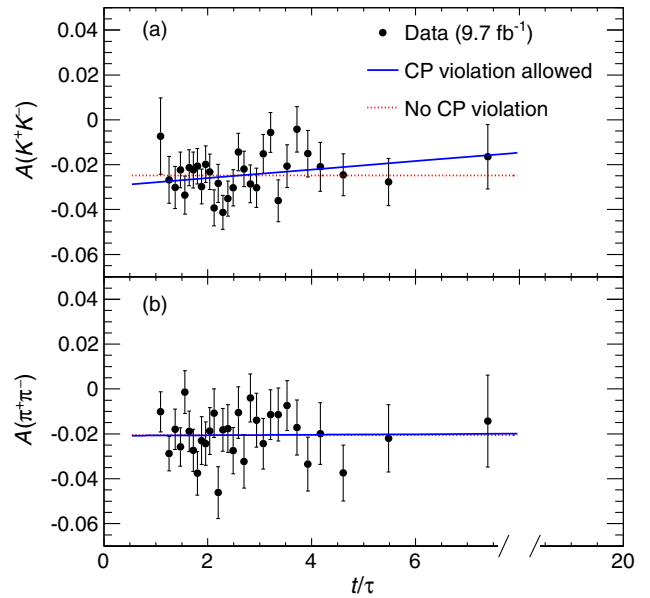 (a)
Data (9.7 fb⁻¹)
CP violation allowed
No CP violation
A(K⁺K⁻)
0.04
0.02
0
-0.02
-0.04
-0.06
(b)
A(π⁺π⁻)
0.04
0.02
0
-0.02
-0.04
-0.06
0 2 4 6 20
t/τ